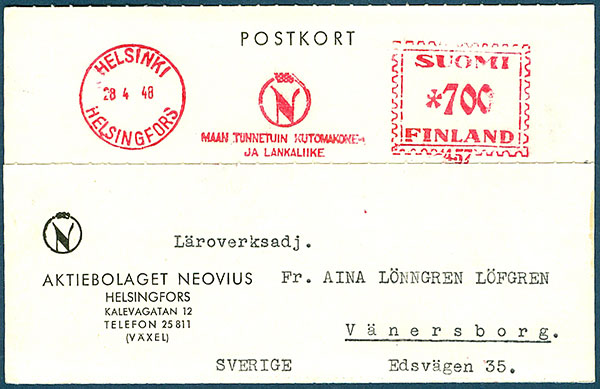 POSTKORT
HELSINKI
28 4 48
HELSINGFORS
N
MAAN TUNNETUIN KUTOMAKONE-
JA LANKALIIKE
SUOMI
*700
FINLAND
457
N
AKTIEBOLAGET NEOVIUS
HELSINGFORS
KALEVAGATAN 12
TELEFON 25 811
(VÄXEL)
Läroverksadj.
Fr. AINA LÖNNGREN LÖFGREN
Vänersborg.
SVERIGE Edsvägen 35.